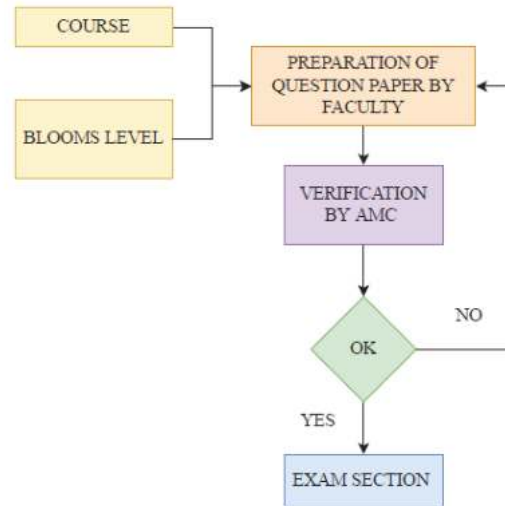 COURSE
BLOOMS LEVEL
PREPARATION OF
QUESTION PAPER BY
FACULTY
VERIFICATION
BY AMC
OK
NO
YES
EXAM SECTION